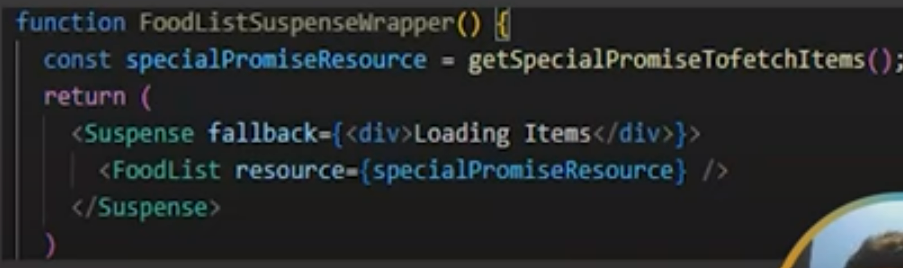 function FoodListSuspenseWrapper() {
const specialPromiseResource = getSpecialPromiseTofetchItems();
return (
<Suspense fallback={<div>Loading Items</div>}>
<FoodList resource={specialPromiseResource} />
</Suspense>
)